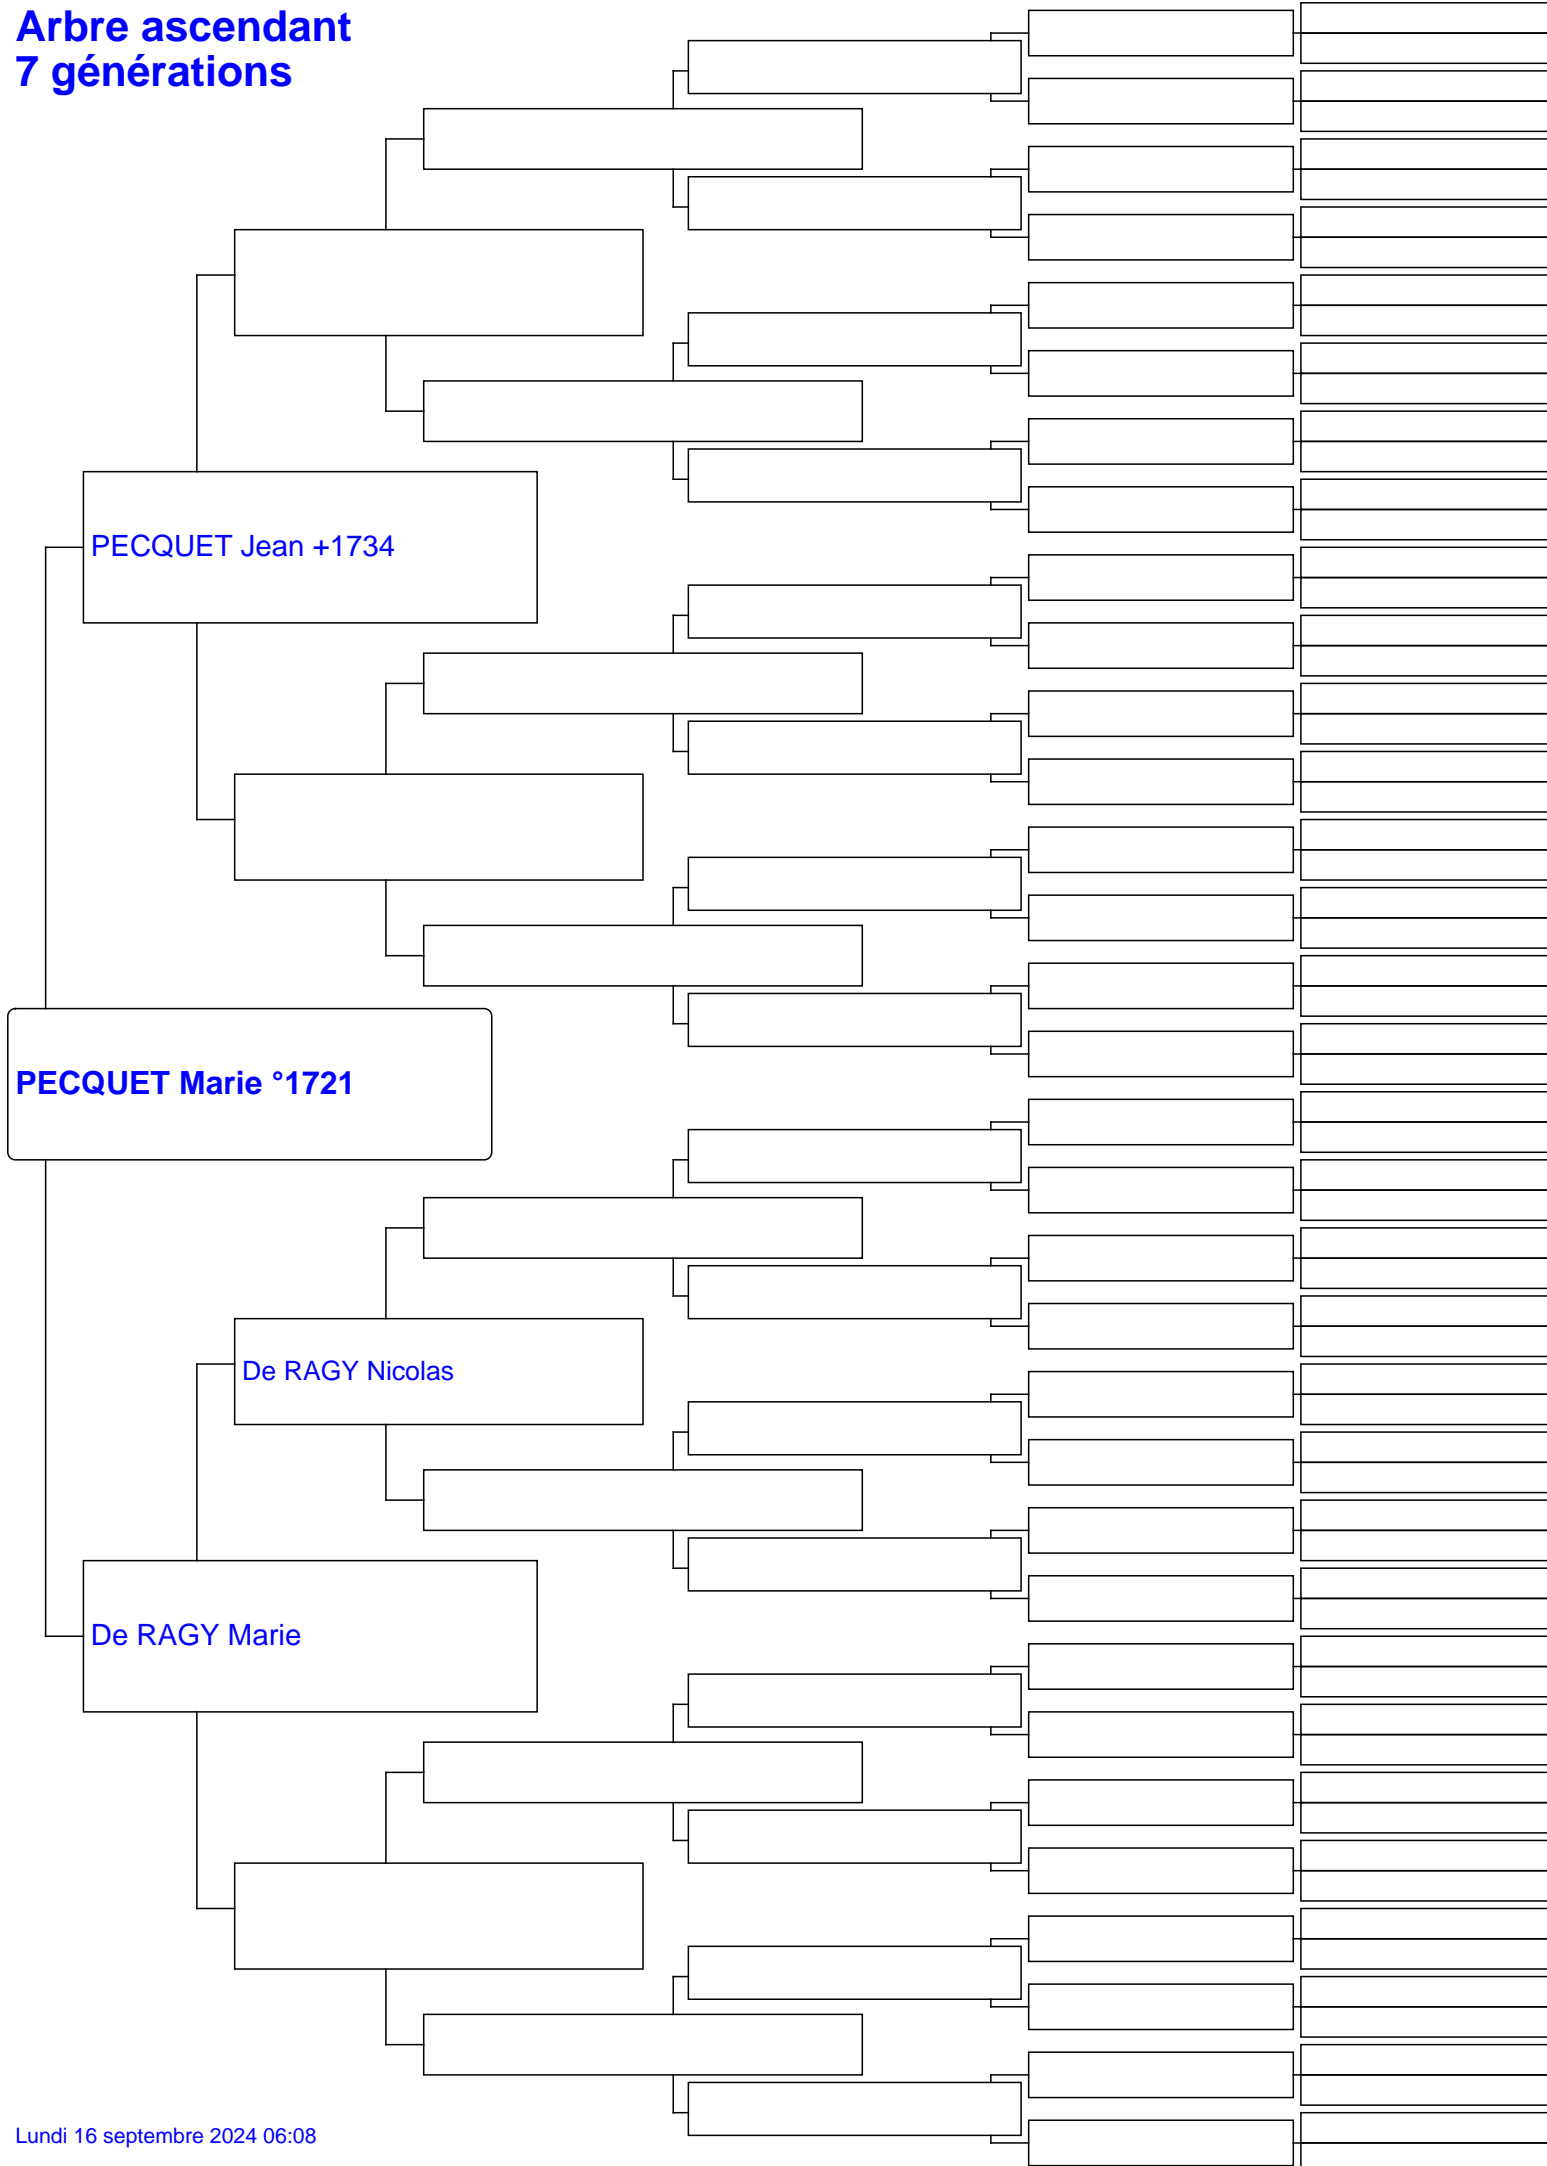 Arbre ascendant
7 générations
PECQUET Jean +1734
PECQUET Marie °1721
De RAGY Nicolas
De RAGY Marie
Lundi 16 septembre 2024 06:08